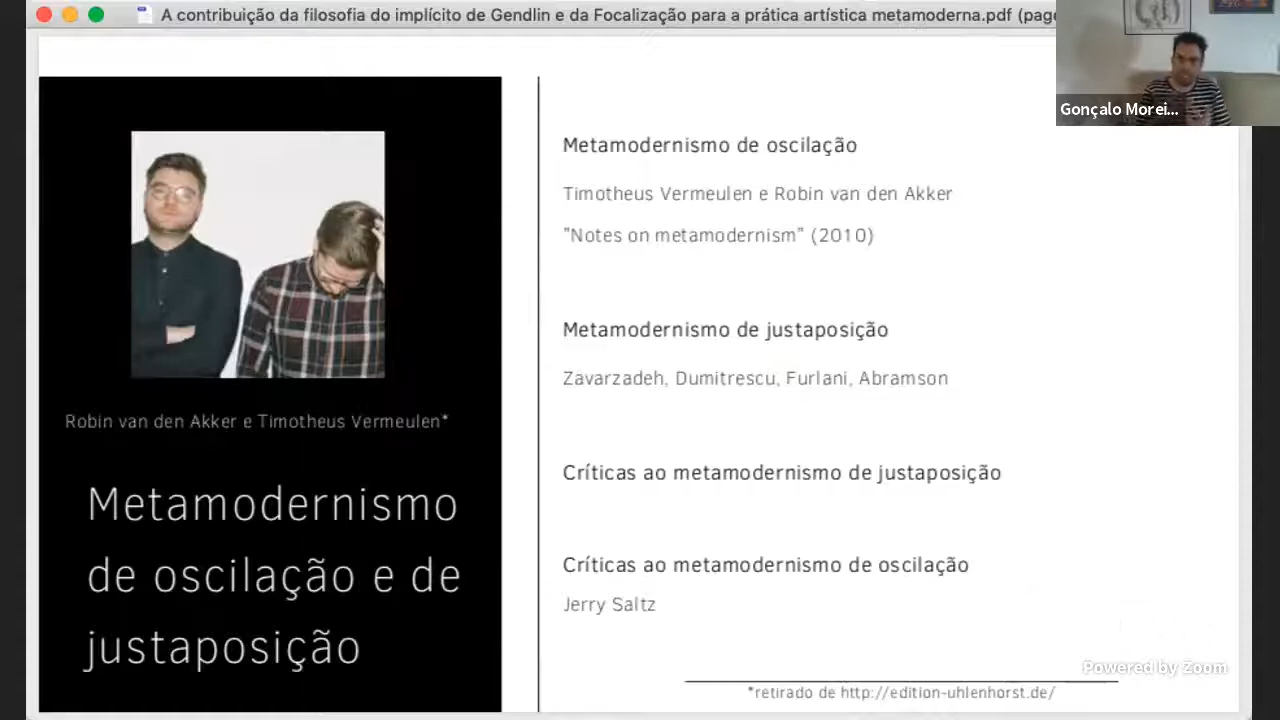 A contribuição da filosofia do implícito de Gendlin e da Focalização para a prática artística metamoderna.pdf (page
Gonçalo Morei...
Robin van den Akker e Timotheus Vermeulen*
Metamodernismo
de oscilação e de
justaposição
Metamodernismo de oscilação
Timotheus Vermeulen e Robin van den Akker
"Notes on metamodernism" (2010)
Metamodernismo de justaposição
Zavarzadeh, Dumitrescu, Furlani, Abramson
Críticas ao metamodernismo de justaposição
Críticas ao metamodernismo de oscilação
Jerry Saltz
Powered by Zoom
*retirado de http://edition-uhlenhorst.de/